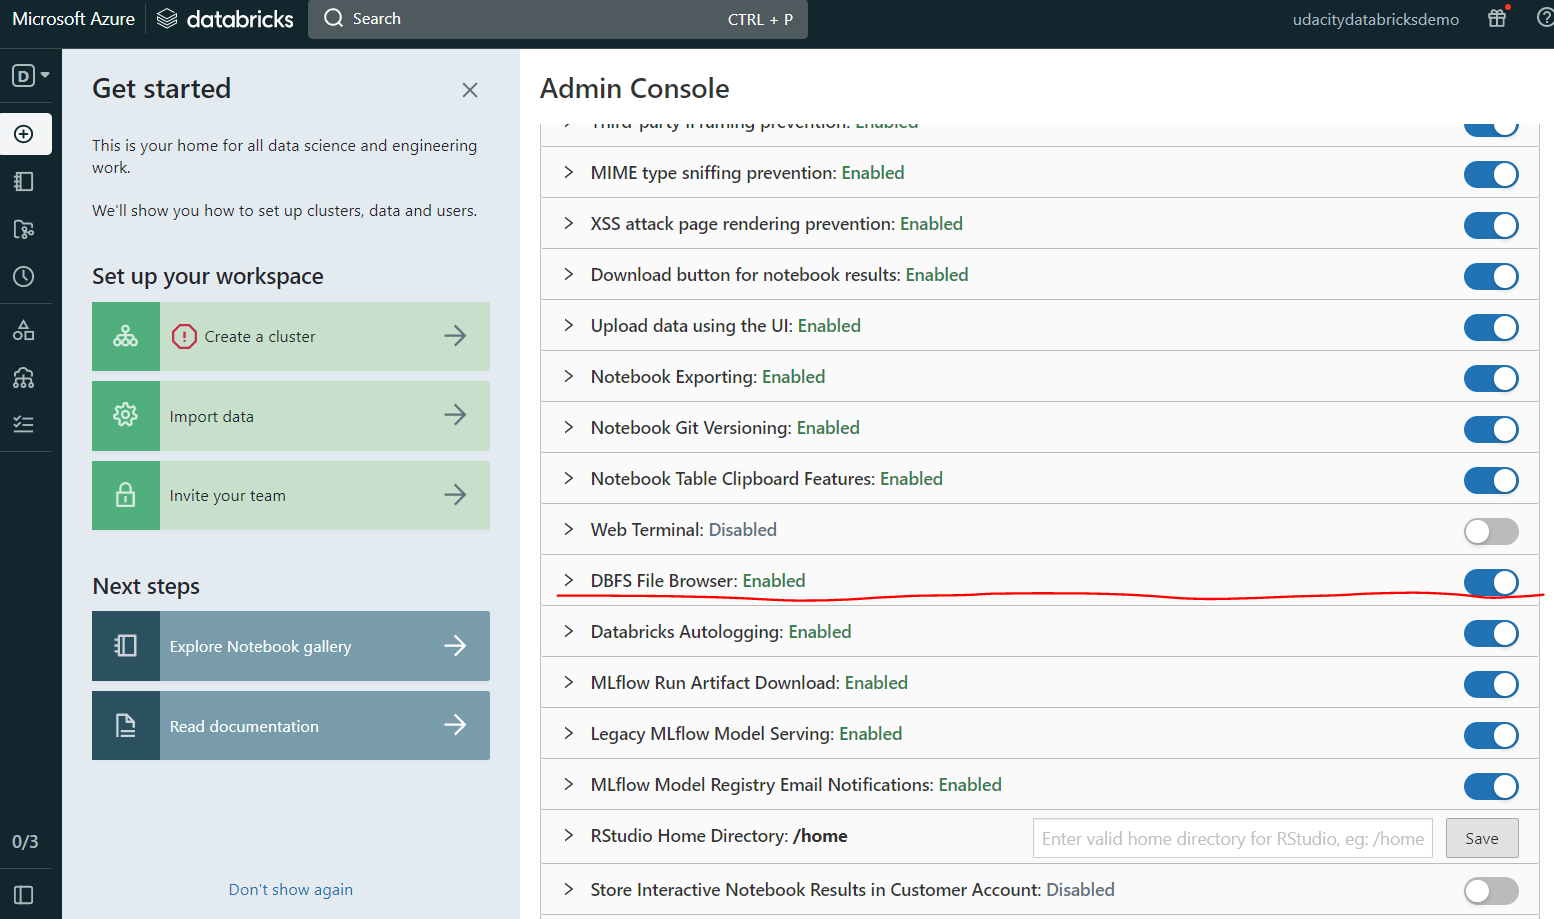 Microsoft Azure
databricks
Search
CTRL + P
udacitydatabricksdemo
D
Get started
This is your home for all data science and engineering
work.
We'll show you how to set up clusters, data and users.
Set up your workspace
Create a cluster
Import data
Invite your team
Next steps
Explore Notebook gallery
Read documentation
0/3
Don't show again
Admin Console
Third-party iFraming prevention: Enabled
MIME type sniffing prevention: Enabled
XSS attack page rendering prevention: Enabled
Download button for notebook results: Enabled
Upload data using the UI: Enabled
Notebook Exporting: Enabled
Notebook Git Versioning: Enabled
Notebook Table Clipboard Features: Enabled
Web Terminal: Disabled
DBFS File Browser: Enabled
Databricks Autologging: Enabled
MLflow Run Artifact Download: Enabled
Legacy MLflow Model Serving: Enabled
MLflow Model Registry Email Notifications: Enabled
RStudio Home Directory: /home
Enter valid home directory for RStudio, eg: /home
Save
Store Interactive Notebook Results in Customer Account: Disabled